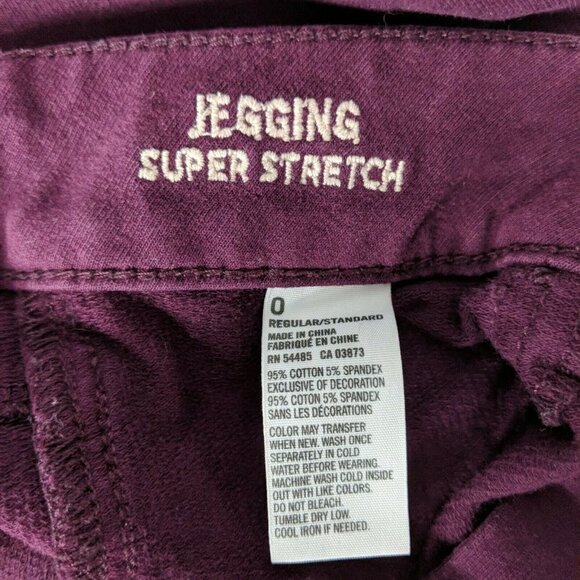 JEGGING
SUPER STRETCH
0
REGULAR/STANDARD
MADE IN CHINA
FABRIQUÉ EN CHINE
RN 54485 CA 03873
95% COTTON 5% SPANDEX
EXCLUSIVE OF DECORATION
95% COTON 5% SPANDEX
SANS LES DÉCORATIONS
COLOR MAY TRANSFER
WHEN NEW. WASH ONCE
SEPARATELY IN COLD
WATER BEFORE WEARING.
MACHINE WASH COLD INSIDE
OUT WITH LIKE COLORS.
DO NOT BLEACH.
TUMBLE DRY LOW.
COOL IRON IF NEEDED.